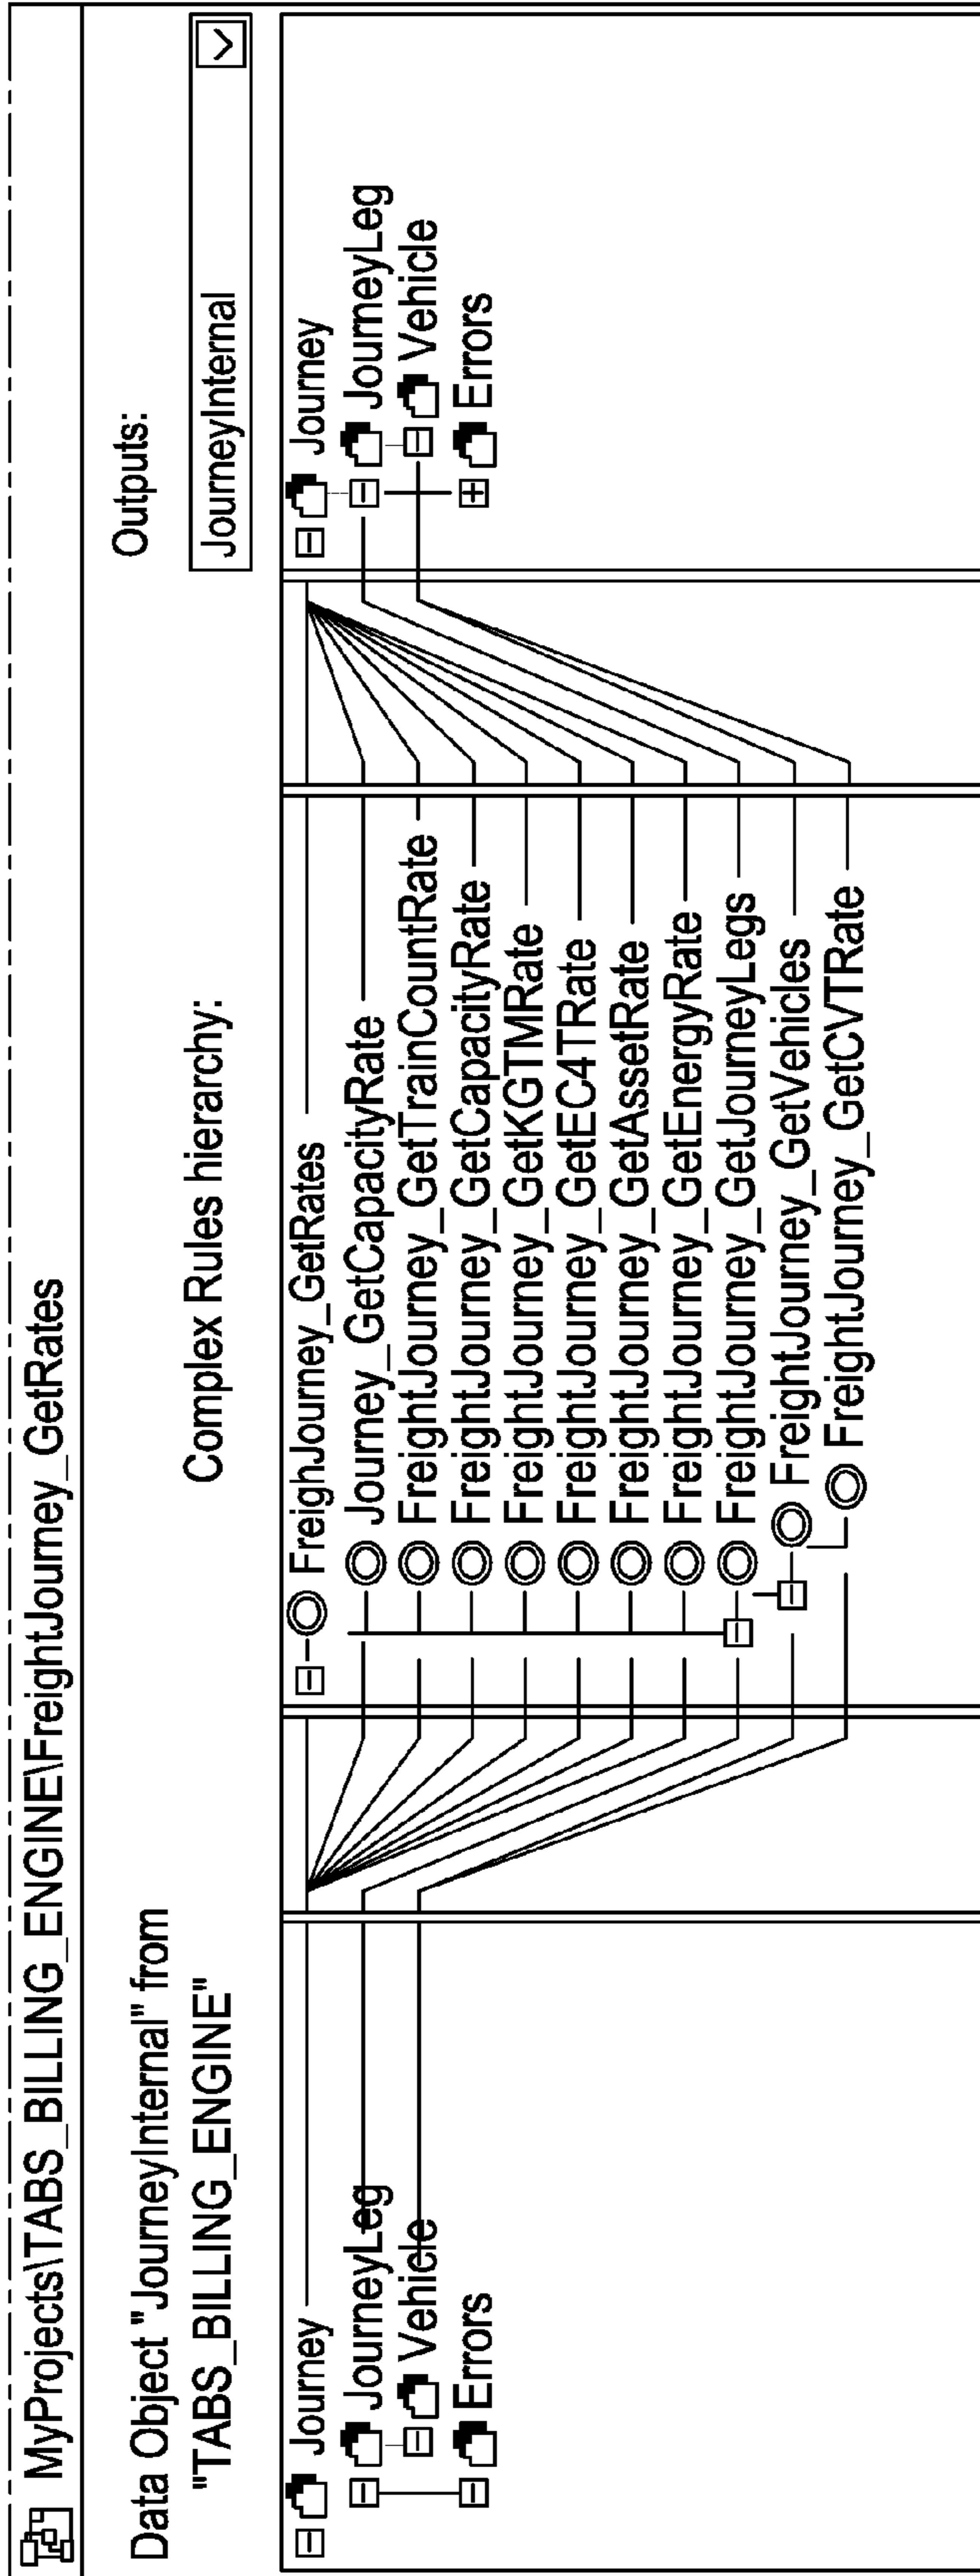 MyProjects\TABS_BILLING_ENGINE\FreightJourney_GetRates
Data Object "JourneyInternal" from
"TABS_BILLING_ENGINE"
Complex Rules hierarchy:
Outputs:
JourneyInternal
Journey
JourneyLeg
Vehicle
Errors
FreighJourney_GetRates
Journey_GetCapacityRate
FreightJourney_GetTrainCountRate
FreightJourney_GetCapacityRate
FreightJourney_GetKGTMRate
FreightJourney_GetEC4TRate
FreightJourney_GetAssetRate
FreightJourney_GetEnergyRate
FreightJourney_GetJourneyLegs
FreightJourney_GetVehicles
FreightJourney_GetCVTRate
Journey
JourneyLeg
Vehicle
Errors